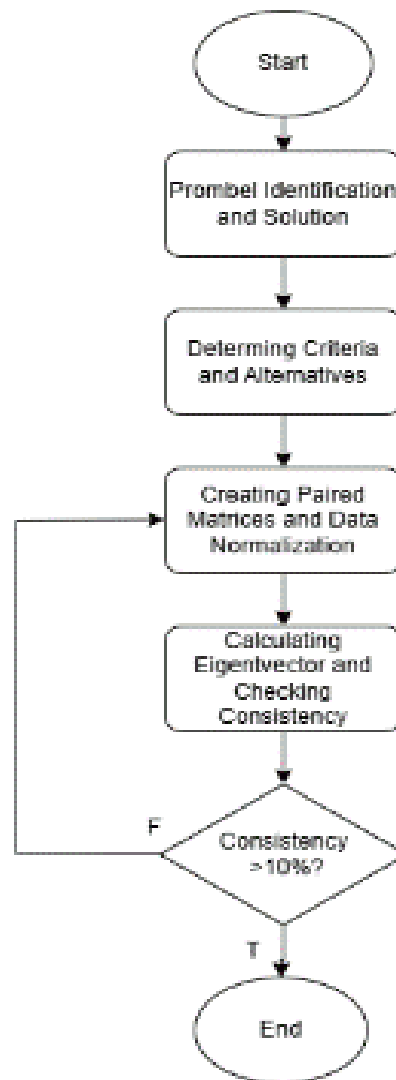 Start
Prombel Identification
and Solution
Determing Criteria
and Alternatives
Creating Paired
Matrices and Data
Normalization
Calculating
Eigentvector and
Checking
Consistency
F
Consistency
>10%?
T
End